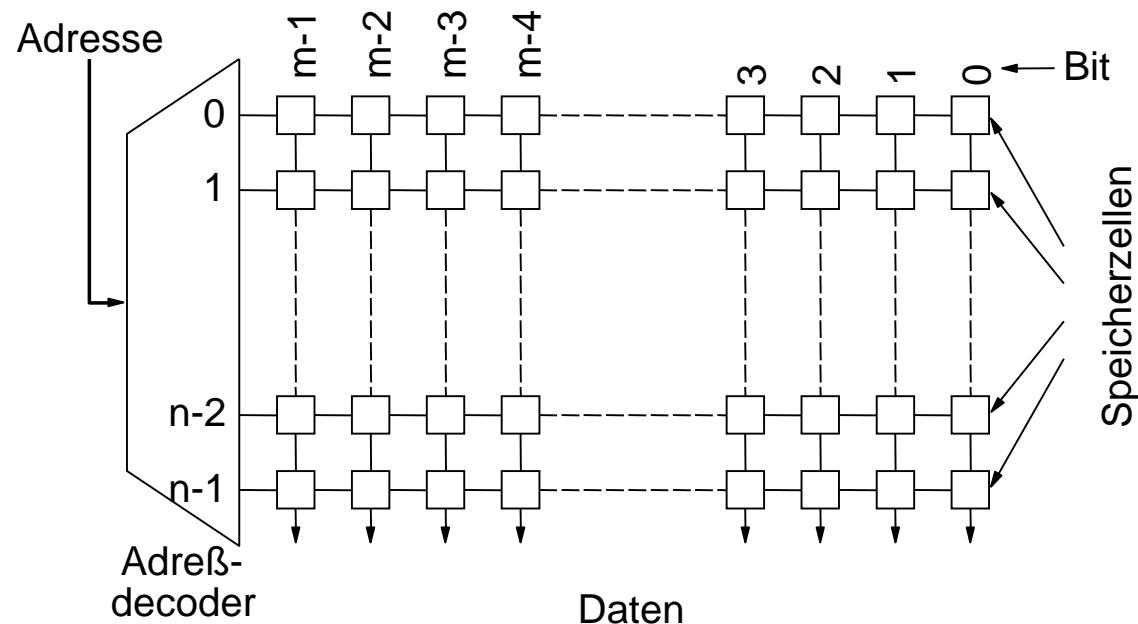 Adresse
m-1 m-2 m-3 m-4 3 2 1 0 Bit
0
1
n-2
n-1
Speicherzellen
Adreß-
decoder
Daten